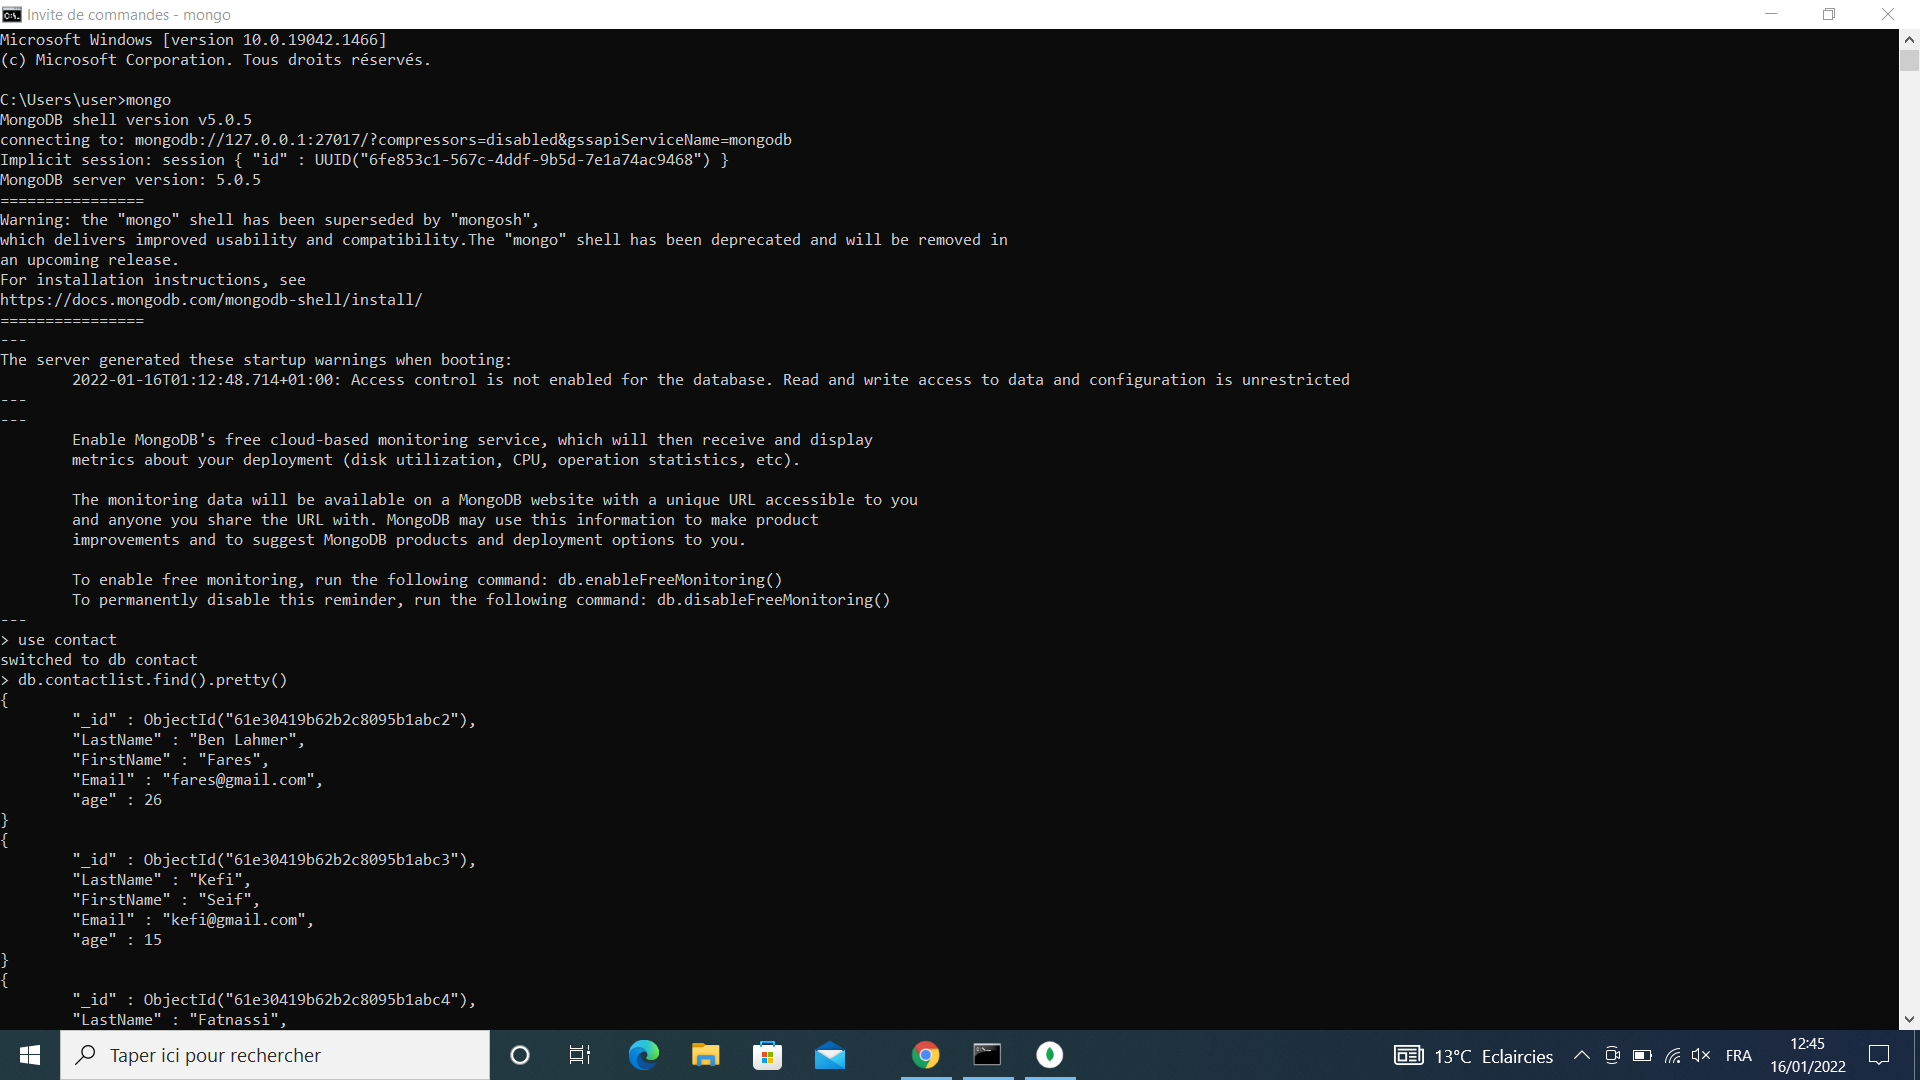 Invite de commandes - mongo
Microsoft Windows [version 10.0.19042.1466]
(c) Microsoft Corporation. Tous droits réservés.
C:\Users\user>mongo
MongoDB shell version v5.0.5
connecting to: mongodb://127.0.0.1:27017/?compressors=disabled&gssapiServiceName=mongodb
Implicit session: session { "id" : UUID("6fe853c1-567c-4ddf-9b5d-7e1a74ac9468") }
MongoDB server version: 5.0.5
================
Warning: the "mongo" shell has been superseded by "mongosh",
which delivers improved usability and compatibility.The "mongo" shell has been deprecated and will be removed in
an upcoming release.
For installation instructions, see
https://docs.mongodb.com/mongodb-shell/install/
================
---
The server generated these startup warnings when booting:
2022-01-16T01:12:48.714+01:00: Access control is not enabled for the database. Read and write access to data and configuration is unrestricted
---
---
Enable MongoDB's free cloud-based monitoring service, which will then receive and display
metrics about your deployment (disk utilization, CPU, operation statistics, etc).
The monitoring data will be available on a MongoDB website with a unique URL accessible to you
and anyone you share the URL with. MongoDB may use this information to make product
improvements and to suggest MongoDB products and deployment options to you.
To enable free monitoring, run the following command: db.enableFreeMonitoring()
To permanently disable this reminder, run the following command: db.disableFreeMonitoring()
---
> use contact
switched to db contact
> db.contactlist.find().pretty()
{
"_id" : ObjectId("61e30419b62b2c8095b1abc2"),
"LastName" : "Ben Lahmer",
"FirstName" : "Fares",
"Email" : "fares@gmail.com",
"age" : 26
}
{
"_id" : ObjectId("61e30419b62b2c8095b1abc3"),
"LastName" : "Kefi",
"FirstName" : "Seif",
"Email" : "kefi@gmail.com",
"age" : 15
}
{
"_id" : ObjectId("61e30419b62b2c8095b1abc4"),
"LastName" : "Fatnassi",
Taper ici pour rechercher
13°C Eclaircies
FRA
12:45
16/01/2022